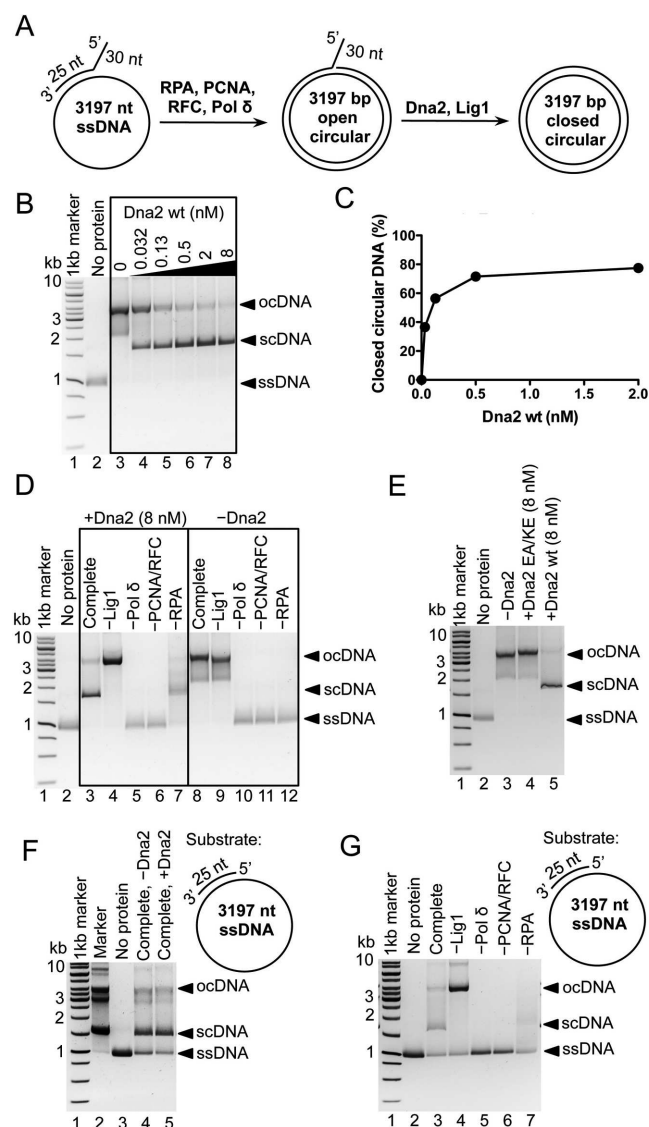 A
5'
3' 25 nt
30 nt
3197 nt
ssDNA
RPA, PCNA,
RFC, Pol δ
5'
30 nt
3197 bp
open
circular
Dna2, Lig1
3197 bp
closed
circular
B
Dna2 wt (nM)
1kb marker
No protein
0
0.032
0.13
0.5
2
8
kb
10
3
2
1
ocDNA
scDNA
ssDNA
1 2 3 4 5 6 7 8
C
Closed circular DNA (%)
100
80
60
40
20
0
0.0 0.5 1.0 1.5 2.0
Dna2 wt (nM)
D
+Dna2 (8 nM) −Dna2
1kb marker
No protein
Complete
−Lig1
−Pol δ
−PCNA/RFC
−RPA
Complete
−Lig1
−Pol δ
−PCNA/RFC
−RPA
kb
10
3
2
1
ocDNA
scDNA
ssDNA
1 2 3 4 5 6 7 8 9 10 11 12
E
1kb marker
No protein
−Dna2
+Dna2 EA/KE (8 nM)
+Dna2 wt (8 nM)
kb
10
3
2
1
ocDNA
scDNA
ssDNA
1 2 3 4 5
F
1kb marker
Marker
No protein
Complete, −Dna2
Complete, +Dna2
Substrate:
3' 25 nt 5'
3197 nt
ssDNA
kb
10
3
2
1
ocDNA
scDNA
ssDNA
1 2 3 4 5
G
1kb marker
No protein
Complete
−Lig1
−Pol δ
−PCNA/RFC
−RPA
Substrate:
3' 25 nt 5'
3197 nt
ssDNA
kb
10
3
2
1
ocDNA
scDNA
ssDNA
1 2 3 4 5 6 7